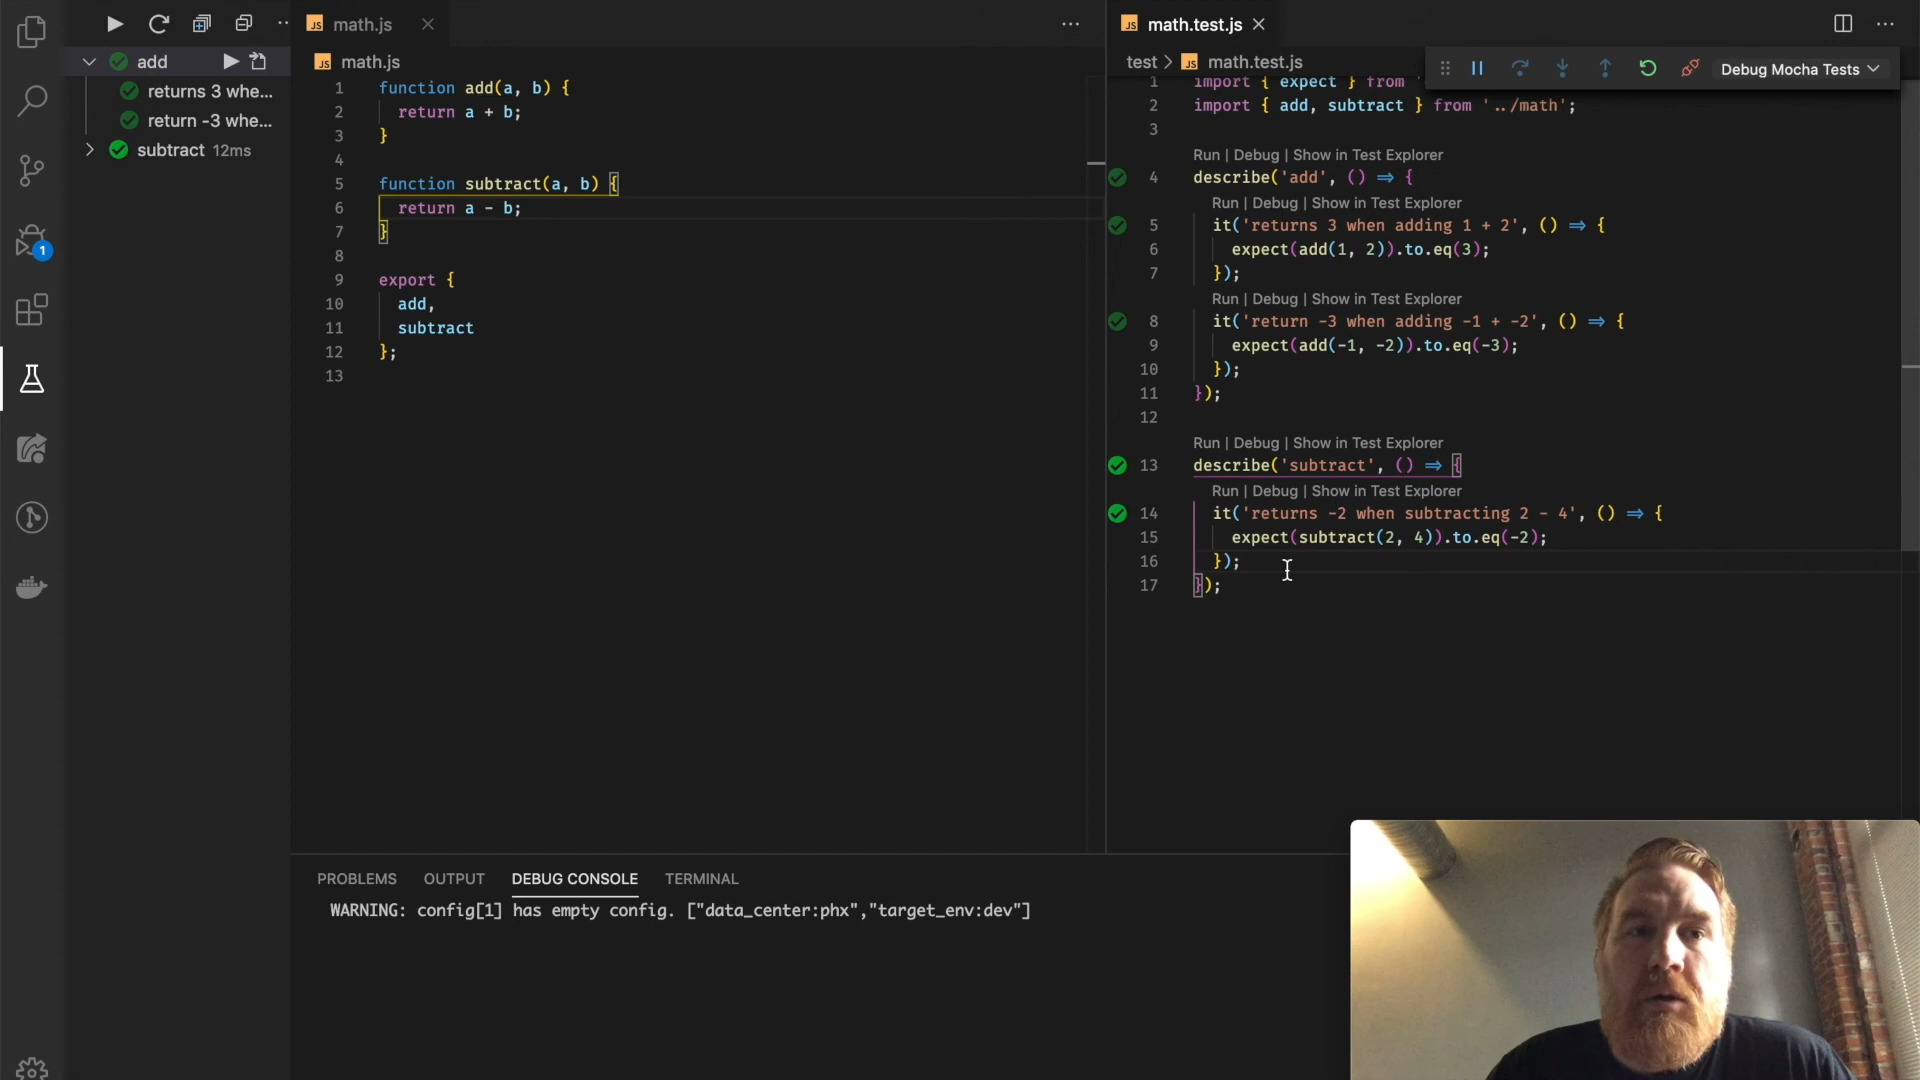 add
returns 3 whe...
return -3 whe...
subtract 12ms
1
JS math.js
JS math.js
1 function add(a, b) {
2 return a + b;
3 }
4
5 function subtract(a, b) {
6 return a - b;
7 }
8
9 export {
10 add,
11 subtract
12 };
13
JS math.test.js
test > JS math.test.js
Debug Mocha Tests
1 import { expect } from '
2 import { add, subtract } from '../math';
3
Run | Debug | Show in Test Explorer
4 describe('add', () => {
Run | Debug | Show in Test Explorer
5 it('returns 3 when adding 1 + 2', () => {
6 expect(add(1, 2)).to.eq(3);
7 });
Run | Debug | Show in Test Explorer
8 it('return -3 when adding -1 + -2', () => {
9 expect(add(-1, -2)).to.eq(-3);
10 });
11 });
12
Run | Debug | Show in Test Explorer
13 describe('subtract', () => {
Run | Debug | Show in Test Explorer
14 it('returns -2 when subtracting 2 - 4', () => {
15 expect(subtract(2, 4)).to.eq(-2);
16 });
17 });
PROBLEMS OUTPUT DEBUG CONSOLE TERMINAL
WARNING: config[1] has empty config. ["data_center:phx","target_env:dev"]